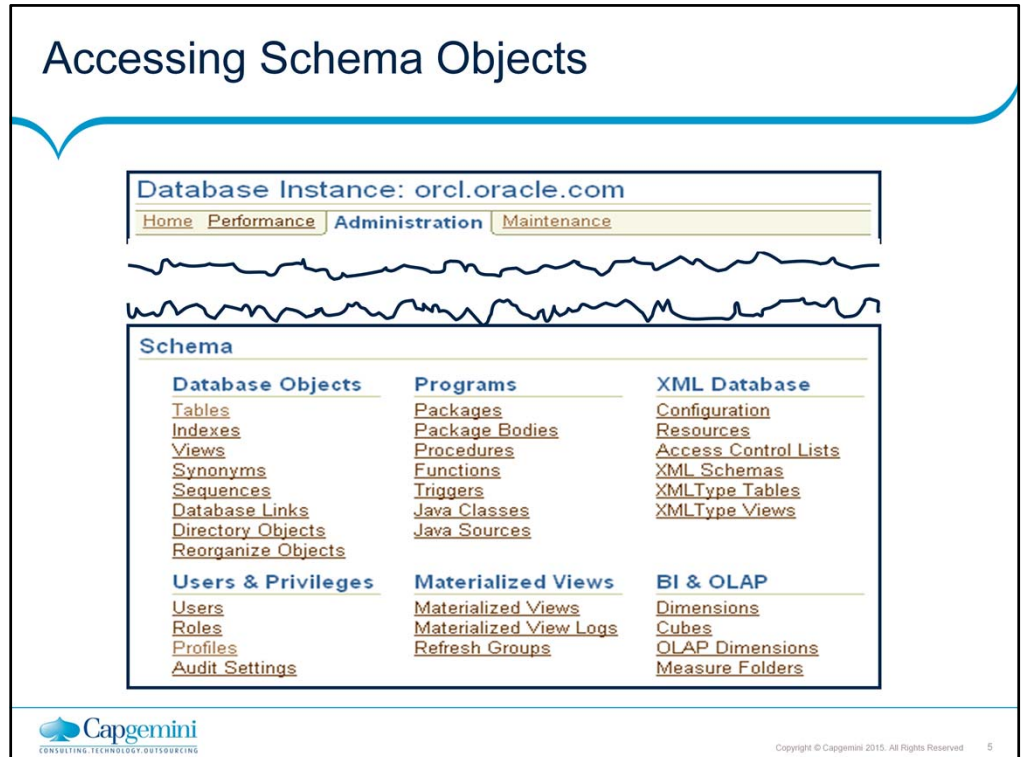 Accessing Schema Objects
Database Instance: orcl.oracle.com
Home Performance Administration Maintenance
Schema
Database Objects
Tables
Indexes
Views
Synonyms
Sequences
Database Links
Directory Objects
Reorganize Objects
Programs
Packages
Package Bodies
Procedures
Functions
Triggers
Java Classes
Java Sources
XML Database
Configuration
Resources
Access Control Lists
XML Schemas
XMLType Tables
XMLType Views
Users & Privileges
Users
Roles
Profiles
Audit Settings
Materialized Views
Materialized Views
Materialized View Logs
Refresh Groups
BI & OLAP
Dimensions
Cubes
OLAP Dimensions
Measure Folders
Capgemini
CONSULTING.TECHNOLOGY.OUTSOURCING
Copyright © Capgemini 2015. All Rights Reserved 5